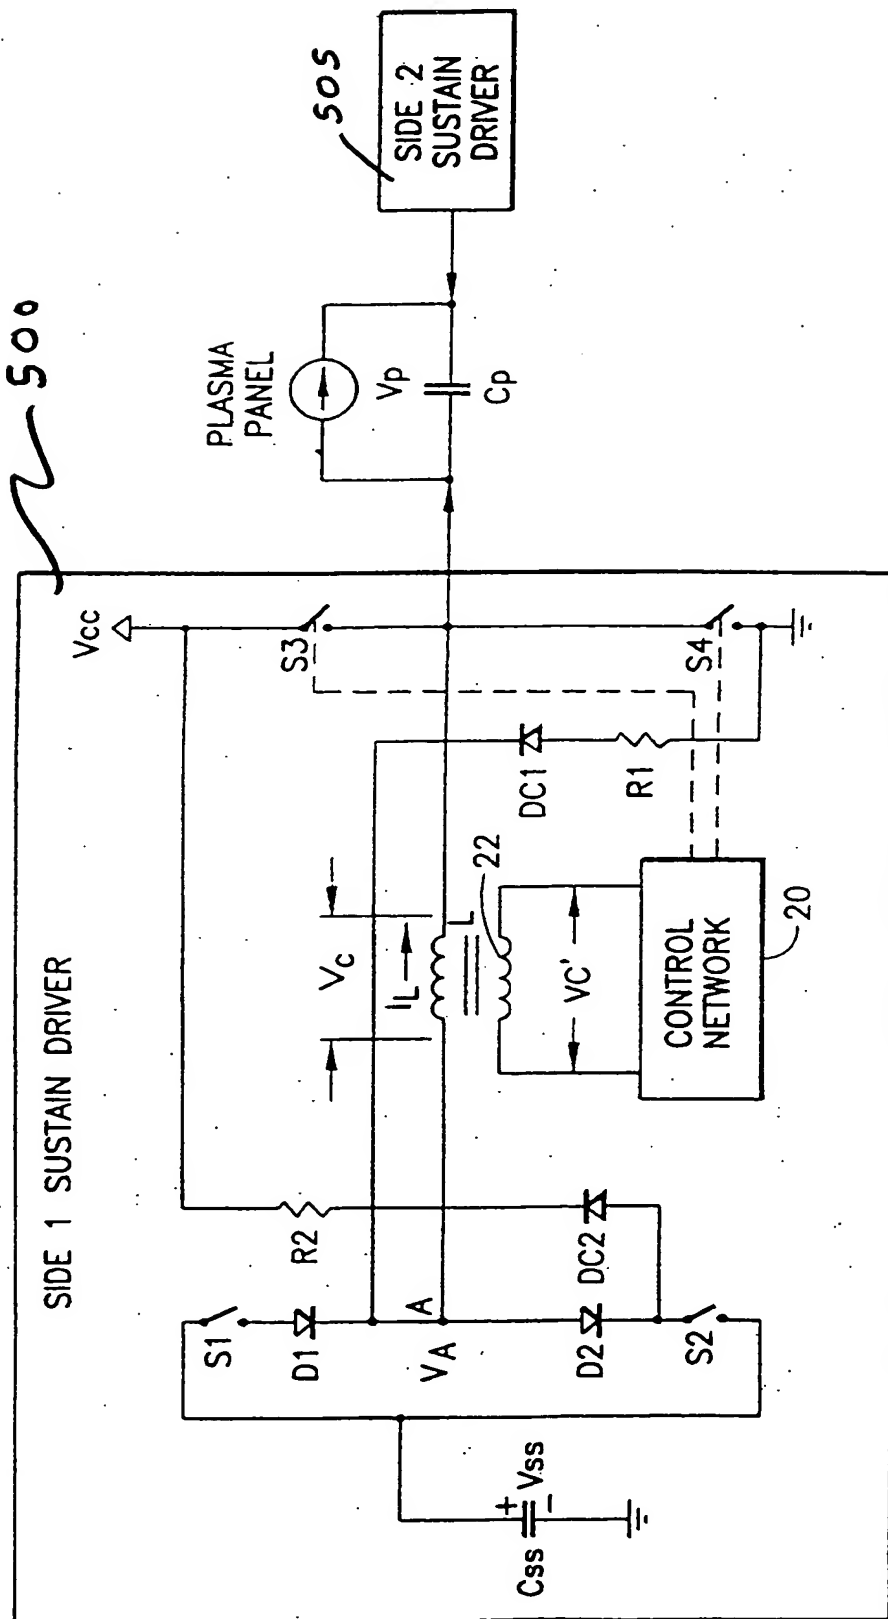 500
SIDE 1 SUSTAIN DRIVER
Vcc
S3
S4
PLASMA
PANEL
Vp
Cp
505
SIDE 2
SUSTAIN
DRIVER
R2
DC2
DC1
R1
Vc
IL
L
22
VC'
CONTROL
NETWORK
20
S1
D1
A
VA
D2
S2
Css
+
Vss
−